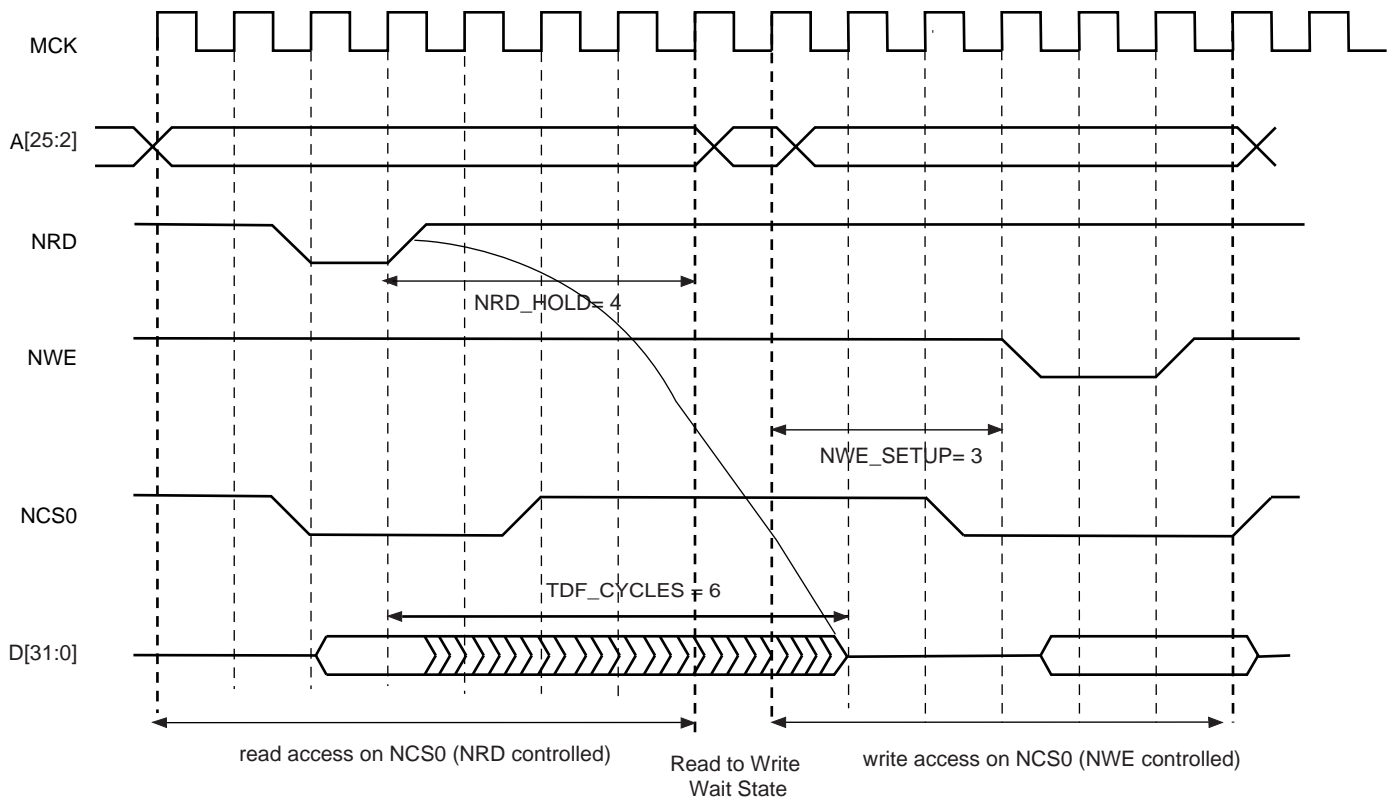 MCK
A[25:2]
NRD
NRD_HOLD= 4
NWE
NWE_SETUP= 3
NCS0
TDF_CYCLES = 6
D[31:0]
read access on NCS0 (NRD controlled)
Read to Write
Wait State
write access on NCS0 (NWE controlled)